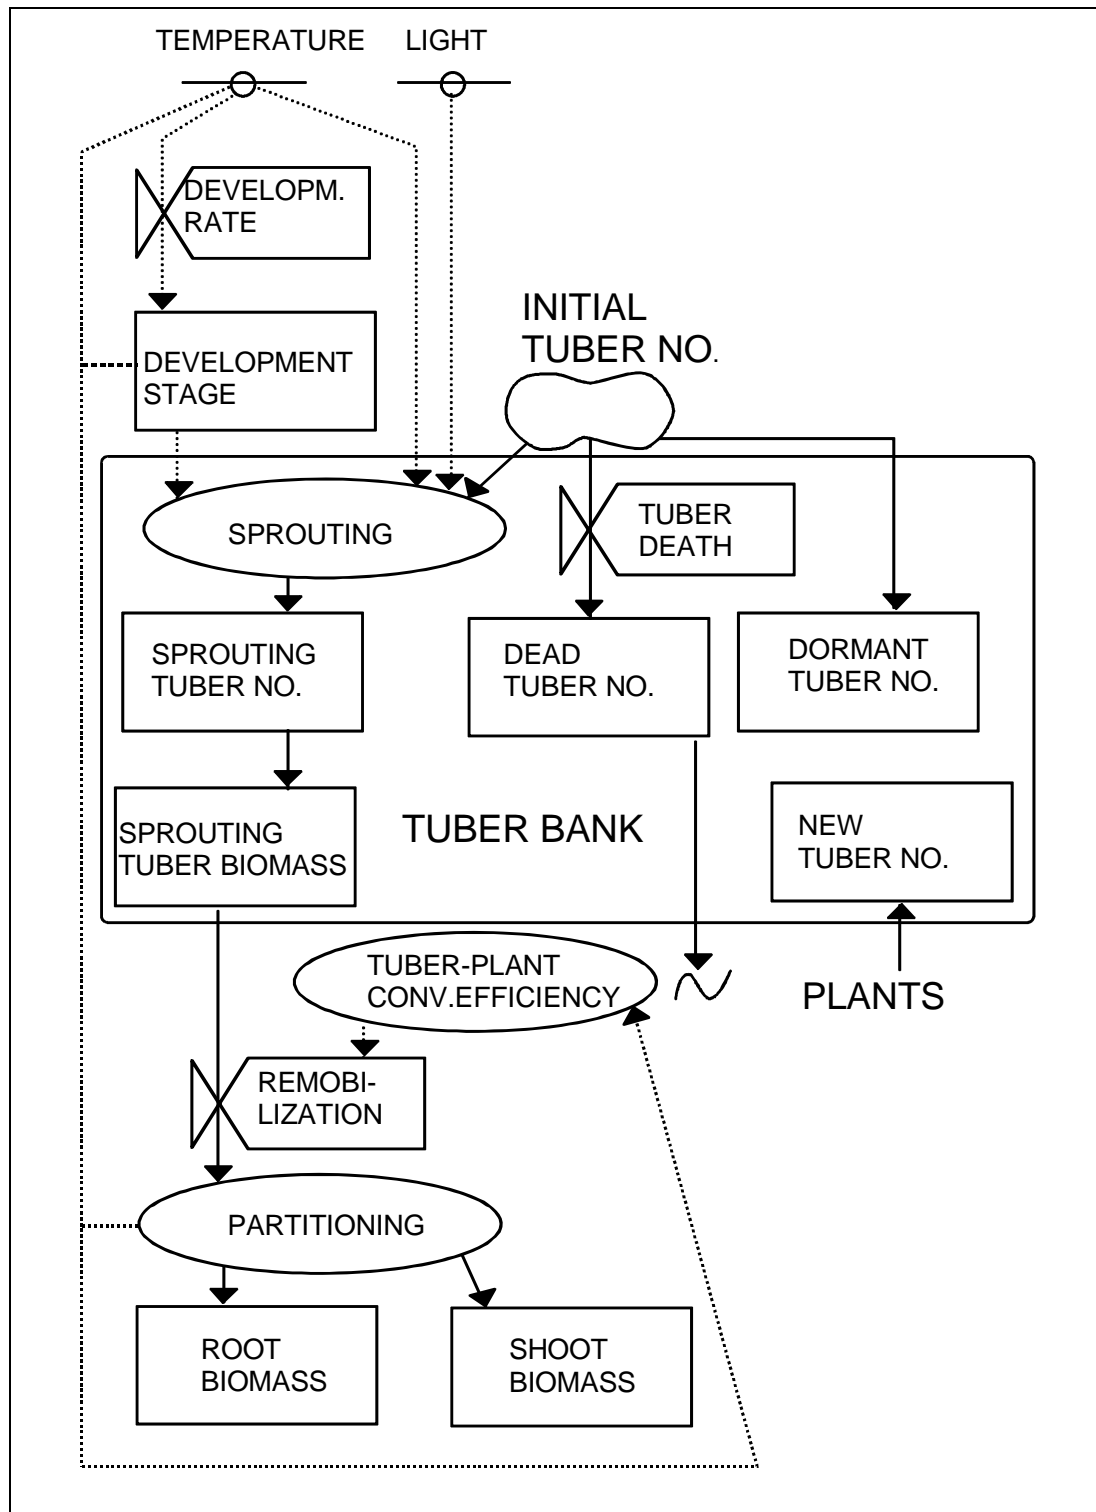 TEMPERATURE LIGHT
DEVELOPM.
RATE
INITIAL
TUBER NO.
DEVELOPMENT
STAGE
SPROUTING
TUBER
DEATH
SPROUTING
TUBER NO.
DEAD
TUBER NO.
DORMANT
TUBER NO.
SPROUTING
TUBER BIOMASS
TUBER BANK
NEW
TUBER NO.
TUBER-PLANT
CONV.EFFICIENCY
PLANTS
REMOBI-
LIZATION
PARTITIONING
ROOT
BIOMASS
SHOOT
BIOMASS